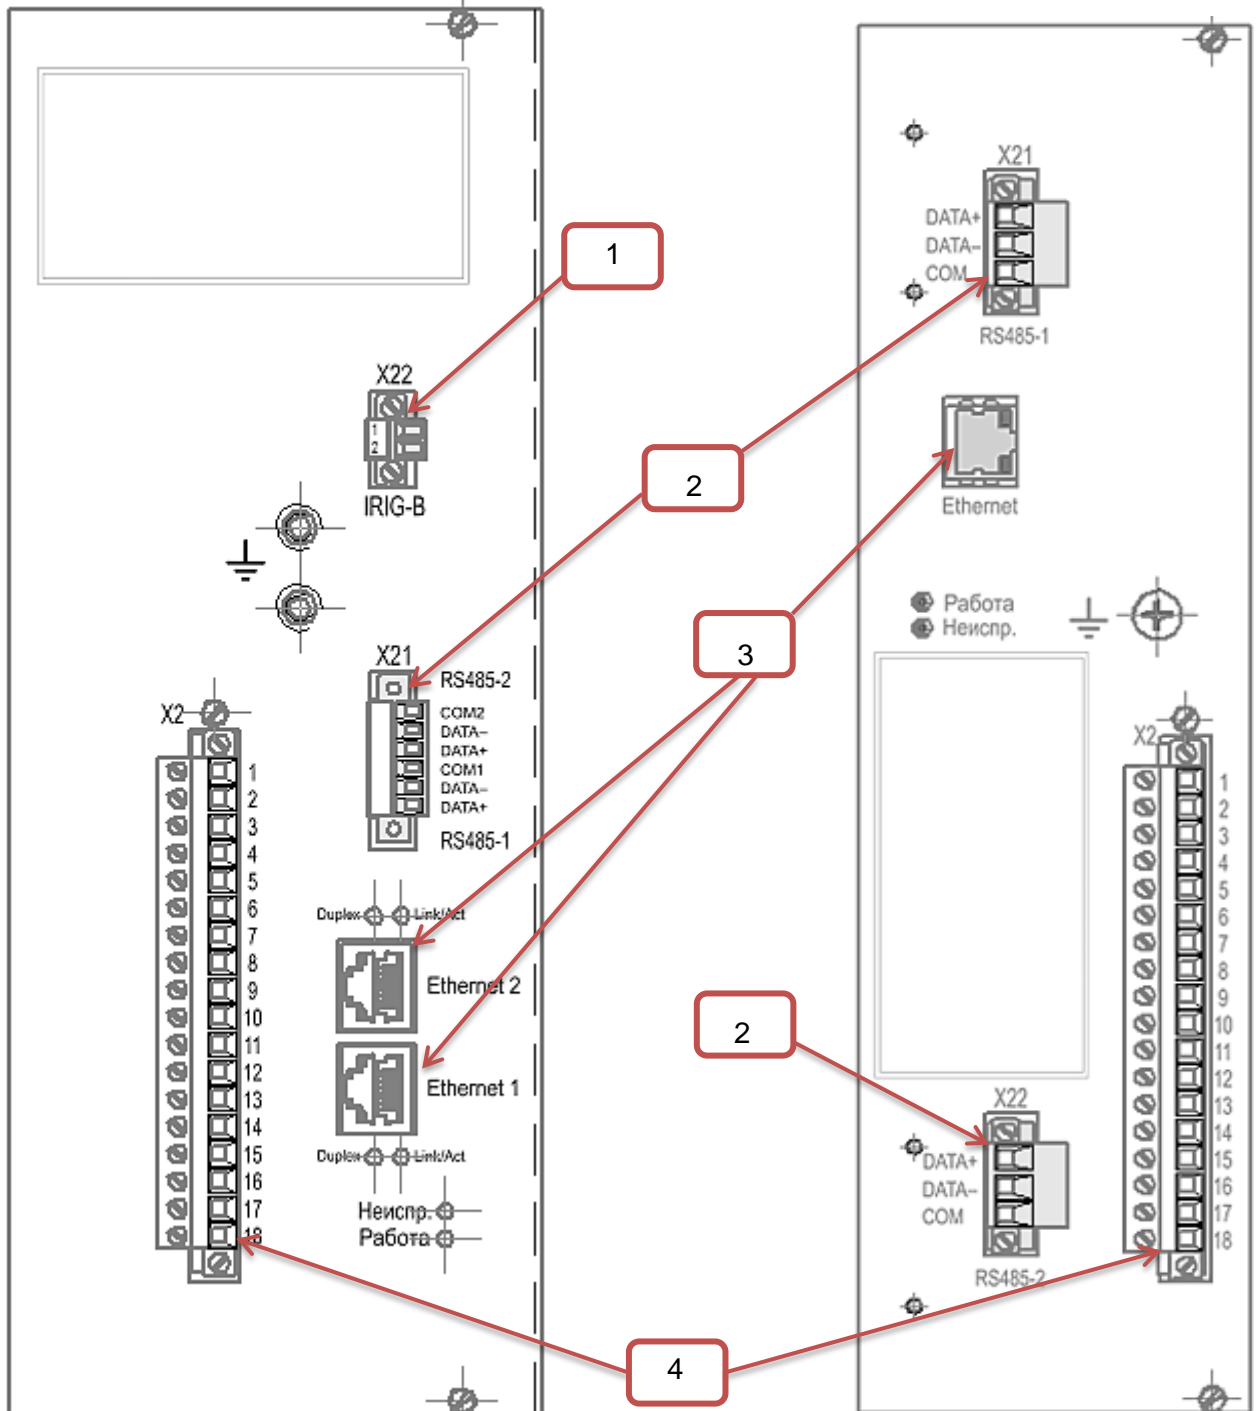 1
X22
1
2
IRIG-B
X21
RS485-2
COM2
DATA–
DATA+
COM1
DATA–
DATA+
RS485-1
X2
1
2
3
4
5
6
7
8
9
10
11
12
13
14
15
16
17
18
Duplex Link/Act
Ethernet 2
Ethernet 1
Duplex Link/Act
Неиспр.
Работа
2
3
2
4
X21
DATA+
DATA–
COM
RS485-1
Ethernet
Работа
Неиспр.
X2
1
2
3
4
5
6
7
8
9
10
11
12
13
14
15
16
17
18
X22
DATA+
DATA–
COM
RS485-2